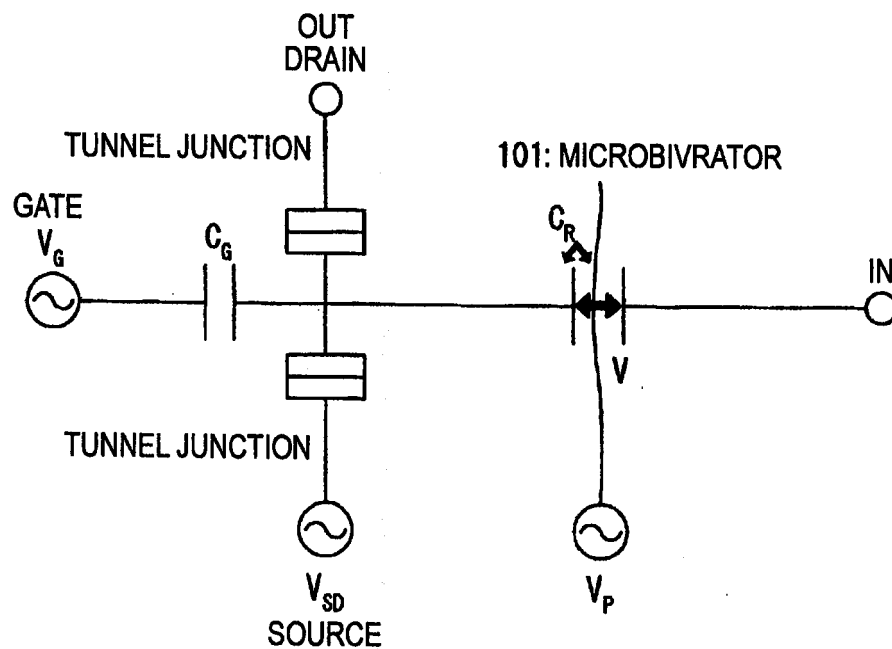 OUT
DRAIN
TUNNEL JUNCTION
101: MICROBIVRATOR
GATE
V_G
C_G
C_R
IN
V
TUNNEL JUNCTION
V_SD
SOURCE
V_P